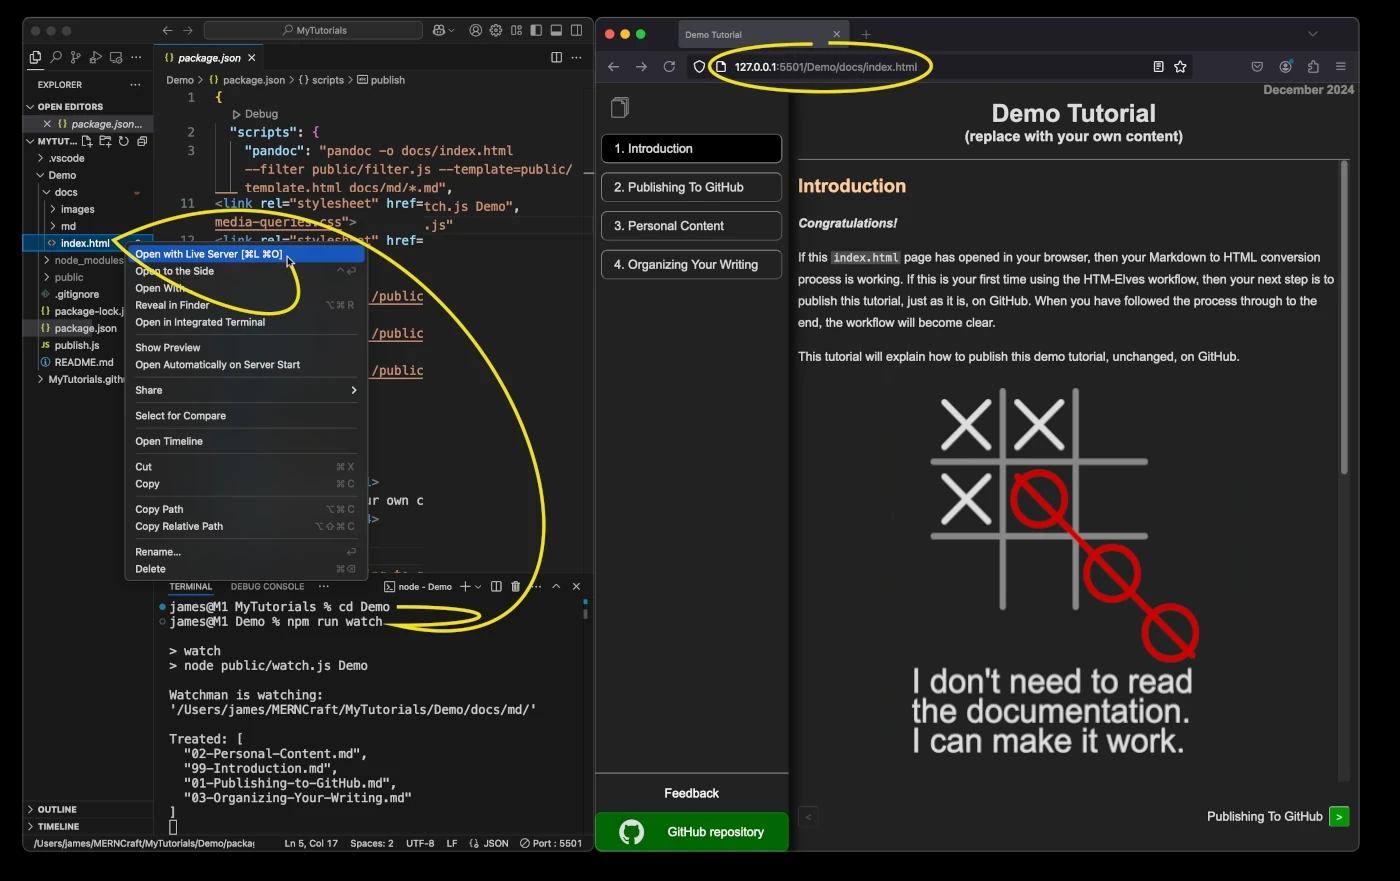 MyTutorials
package.json
EXPLORER
OPEN EDITORS
package.json...
MYTUT...
.vscode
Demo
docs
images
md
index.html
node_modules
public
.gitignore
package-lock.j
package.json
JS publish.js
README.md
MyTutorials.gith
OUTLINE
TIMELINE
Demo > {} package.json > {} scripts > publish
1 {
Debug
2 "scripts": {
3 "pandoc": "pandoc -o docs/index.html
--filter public/filter.js --template=public/
template.html docs/md/*.md",
11 <link rel="stylesheet" href=
tch.js Demo",
media-queries.css">
.js"
12 <link rel="stylesheet" href=
/public
/public
/public
ur own c
Open with Live Server [⌘L ⌘O]
Open to the Side
Open With...
Reveal in Finder ⌥⌘R
Open in Integrated Terminal
Show Preview
Open Automatically on Server Start
Share
Select for Compare
Open Timeline
Cut ⌘X
Copy ⌘C
Copy Path ⌥⌘C
Copy Relative Path ⌥⇧⌘C
Rename...
Delete
TERMINAL DEBUG CONSOLE ... node - Demo
james@M1 MyTutorials % cd Demo
james@M1 Demo % npm run watch
> watch
> node public/watch.js Demo
Watchman is watching:
'/Users/james/MERNCraft/MyTutorials/Demo/docs/md/'
Treated: [
"02-Personal-Content.md",
"99-Introduction.md",
"01-Publishing-to-GitHub.md",
"03-Organizing-Your-Writing.md"
]
/Users/james/MERNCraft/MyTutorials/Demo/packag Ln 5, Col 17 Spaces: 2 UTF-8 LF {} JSON Port : 5501
Demo Tutorial
127.0.0.1:5501/Demo/docs/index.html
December 2024
Demo Tutorial
(replace with your own content)
1. Introduction
2. Publishing To GitHub
3. Personal Content
4. Organizing Your Writing
Introduction
Congratulations!
If this index.html page has opened in your browser, then your Markdown to HTML conversion
process is working. If this is your first time using the HTM-Elves workflow, then your next step is to
publish this tutorial, just as it is, on GitHub. When you have followed the process through to the
end, the workflow will become clear.
This tutorial will explain how to publish this demo tutorial, unchanged, on GitHub.
I don't need to read
the documentation.
I can make it work.
Feedback
GitHub repository
< Publishing To GitHub >